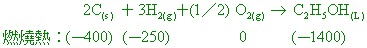 2C(s) + 3H2(g)+(1／2) O2(g) → C2H5OH(L)
燃燒熱：(−400) (−250) 0 (−1400)